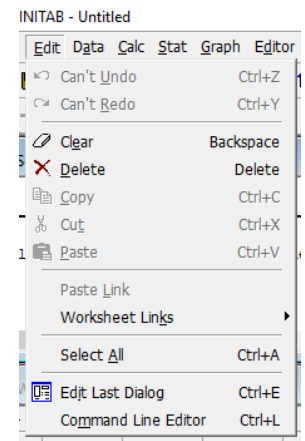 INITAB - Untitled
Edit Data Calc Stat Graph Editor
Can't Undo Ctrl+Z
Can't Redo Ctrl+Y
Clear Backspace
Delete Delete
Copy Ctrl+C
Cut Ctrl+X
Paste Ctrl+V
Paste Link
Worksheet Links
Select All Ctrl+A
Edit Last Dialog Ctrl+E
Command Line Editor Ctrl+L